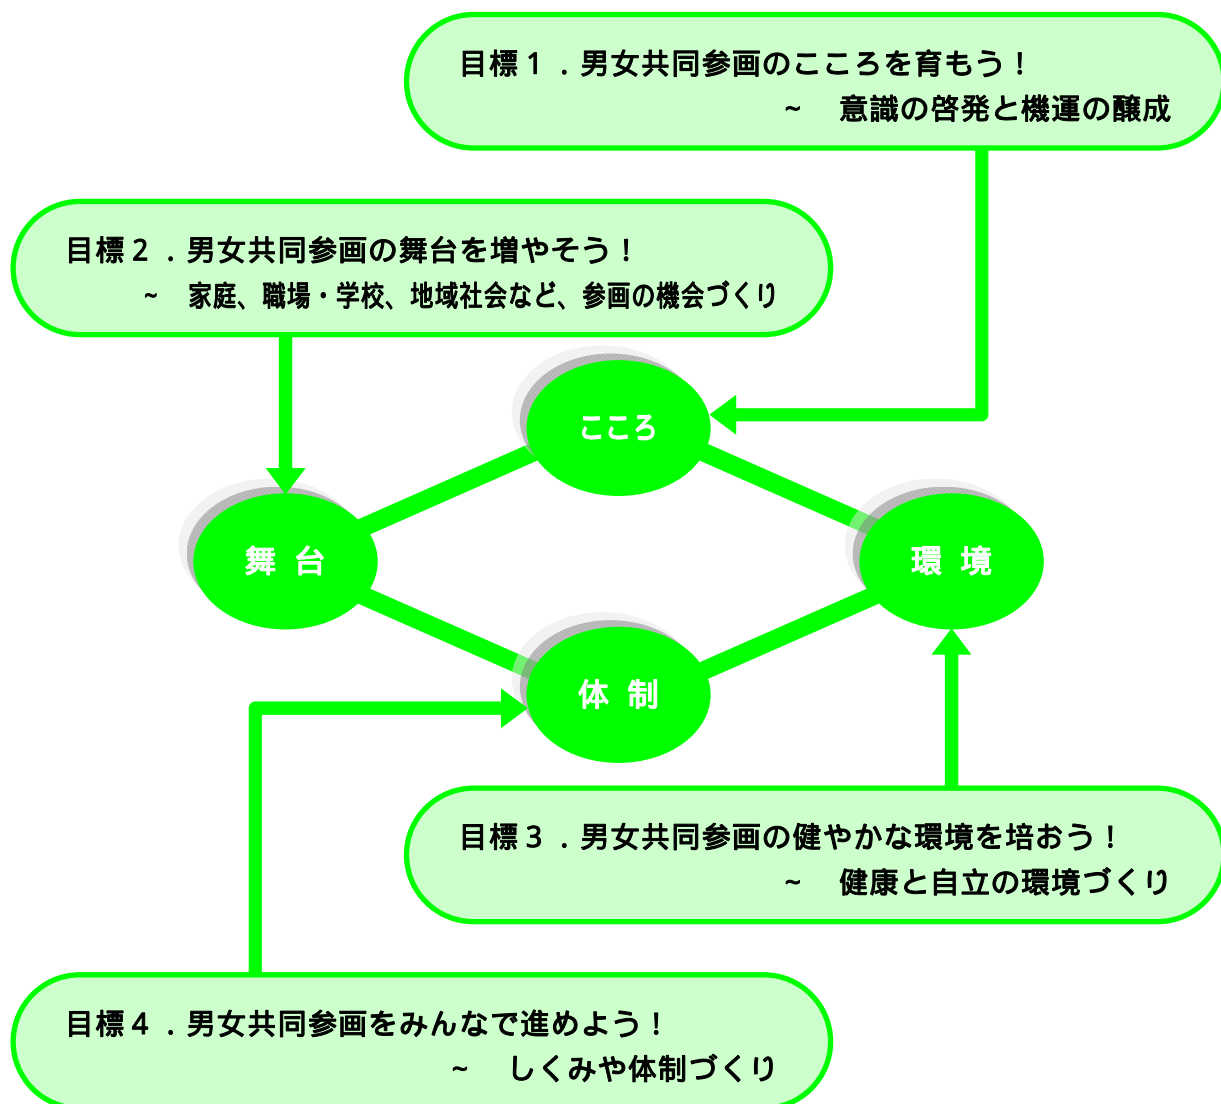 目標１．男女共同参画のこころを育もう！
~　意識の啓発と機運の醸成
目標２．男女共同参画の舞台を増やそう！
~　家庭、職場・学校、地域社会など、参画の機会づくり
こころ
舞 台
環 境
体 制
目標３．男女共同参画の健やかな環境を培おう！
~　健康と自立の環境づくり
目標４．男女共同参画をみんなで進めよう！
~　しくみや体制づくり